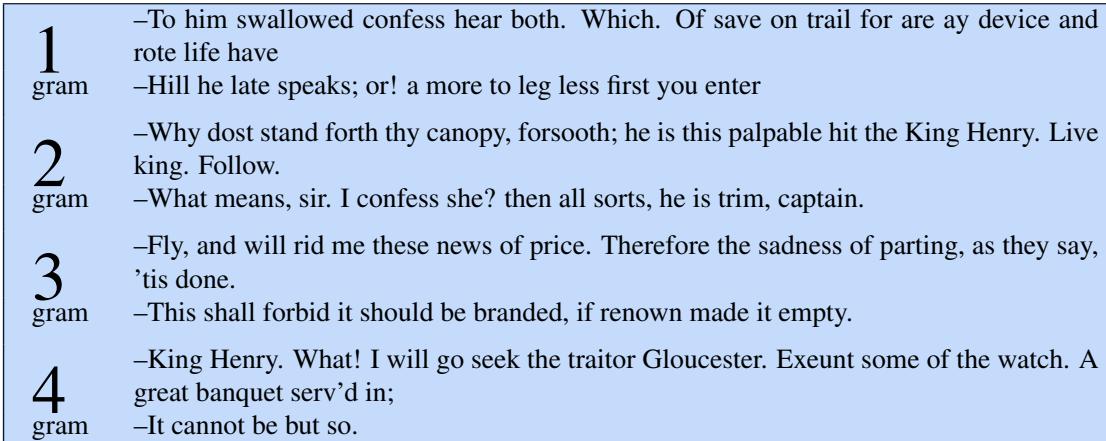 1
gram
–To him swallowed confess hear both. Which. Of save on trail for are ay device and
rote life have
–Hill he late speaks; or! a more to leg less first you enter
2
gram
–Why dost stand forth thy canopy, forsooth; he is this palpable hit the King Henry. Live
king. Follow.
–What means, sir. I confess she? then all sorts, he is trim, captain.
3
gram
–Fly, and will rid me these news of price. Therefore the sadness of parting, as they say,
’tis done.
–This shall forbid it should be branded, if renown made it empty.
4
gram
–King Henry. What! I will go seek the traitor Gloucester. Exeunt some of the watch. A
great banquet serv’d in;
–It cannot be but so.